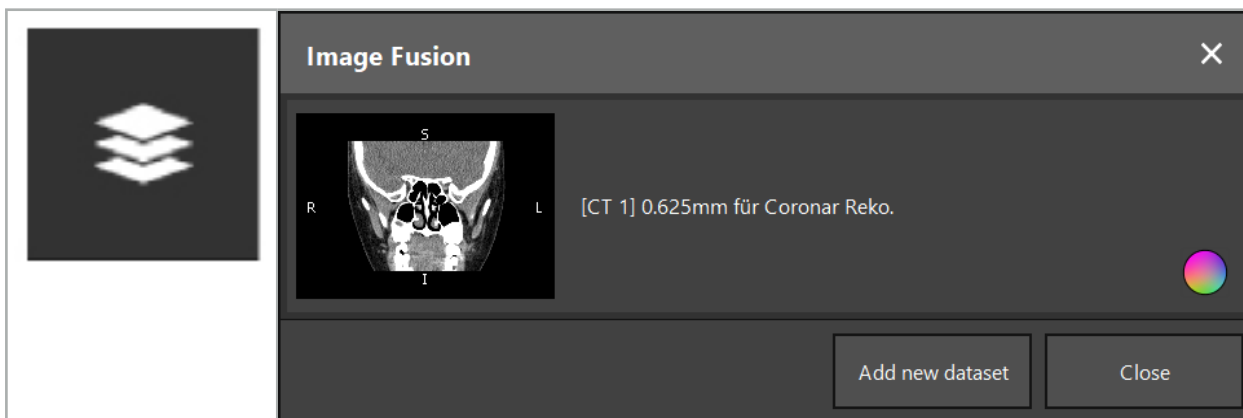 Image Fusion
S
R
L
[CT 1] 0.625mm für Coronar Reko.
I
Add new dataset
Close